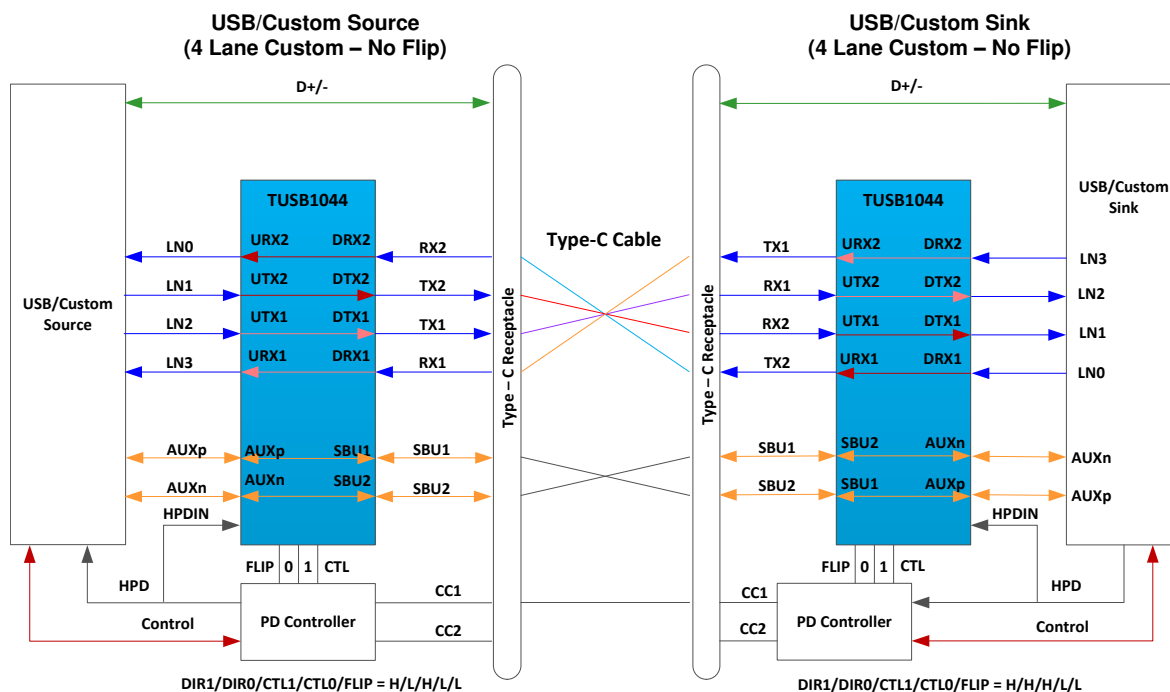 USB/Custom Source
(4 Lane Custom – No Flip)
USB/Custom Sink
(4 Lane Custom – No Flip)
D+/-
D+/-
TUSB1044
TUSB1044
USB/Custom
Source
USB/Custom
Sink
Type-C Cable
Type – C Receptacle
Type – C Receptacle
LN0 URX2 DRX2 RX2
LN1 UTX2 DTX2 TX2
LN2 UTX1 DTX1 TX1
LN3 URX1 DRX1 RX1
TX1 URX2 DRX2 LN3
RX1 UTX2 DTX2 LN2
RX2 UTX1 DTX1 LN1
TX2 URX1 DRX1 LN0
AUXp AUXp SBU1 SBU1
AUXn AUXn SBU2 SBU2
SBU1 SBU2 AUXn AUXn
SBU2 SBU1 AUXp AUXp
HPDIN
HPDIN
FLIP 0 1 CTL
FLIP 0 1 CTL
HPD
HPD
CC1
CC1
PD Controller
PD Controller
Control
Control
CC2
CC2
DIR1/DIR0/CTL1/CTL0/FLIP = H/L/H/L/L
DIR1/DIR0/CTL1/CTL0/FLIP = H/H/H/L/L